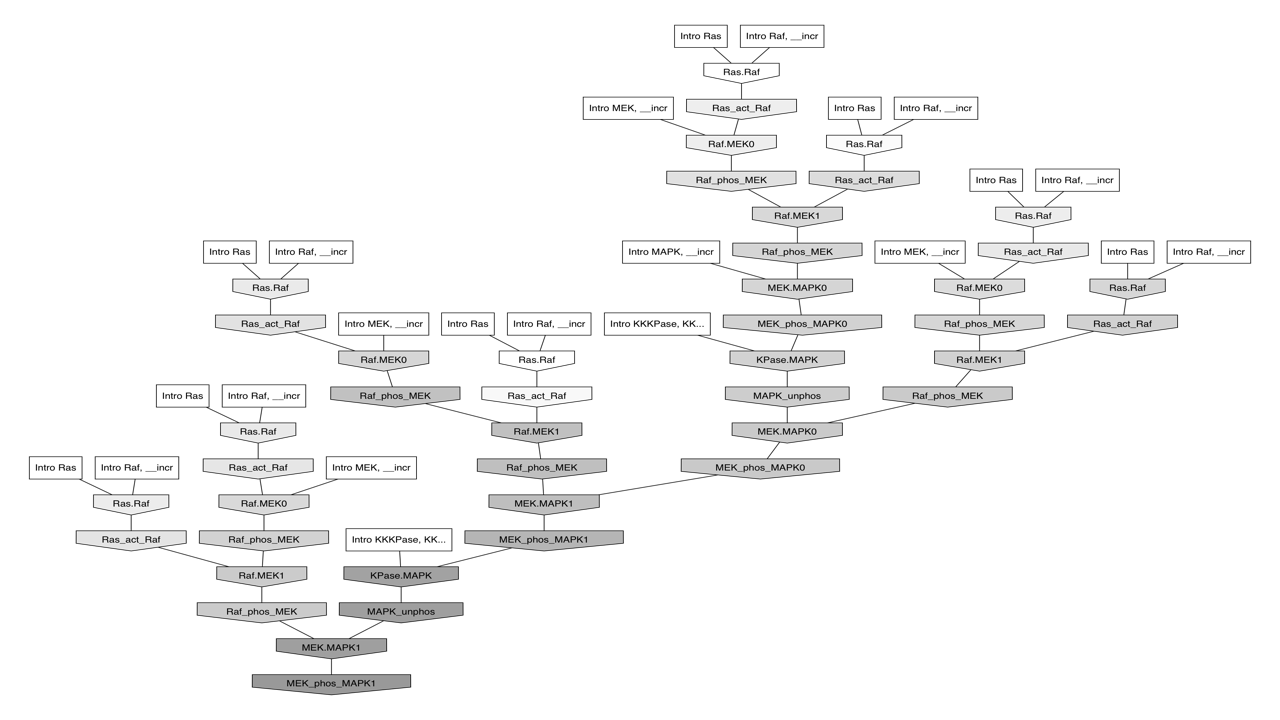 Intro Ras
Intro Raf, __incr
Ras.Raf
Intro MEK, __incr
Ras_act_Raf
Intro Ras
Intro Raf, __incr
Raf.MEK0
Ras.Raf
Raf_phos_MEK
Ras_act_Raf
Intro Ras
Intro Raf, __incr
Raf.MEK1
Ras.Raf
Intro Ras
Intro Raf, __incr
Intro MAPK, __incr
Raf_phos_MEK
Intro MEK, __incr
Ras_act_Raf
Intro Ras
Intro Raf, __incr
Ras.Raf
MEK.MAPK0
Raf.MEK0
Ras.Raf
Ras_act_Raf
Intro MEK, __incr
Intro Ras
Intro Raf, __incr
Intro KKKPase, KK...
MEK_phos_MAPK0
Raf_phos_MEK
Ras_act_Raf
Raf.MEK0
Ras.Raf
KPase.MAPK
Raf.MEK1
Intro Ras
Intro Raf, __incr
Raf_phos_MEK
Ras_act_Raf
MAPK_unphos
Raf_phos_MEK
Ras.Raf
Raf.MEK1
MEK.MAPK0
Intro Ras
Intro Raf, __incr
Ras_act_Raf
Intro MEK, __incr
Raf_phos_MEK
MEK_phos_MAPK0
Ras.Raf
Raf.MEK0
MEK.MAPK1
Ras_act_Raf
Raf_phos_MEK
Intro KKKPase, KK...
MEK_phos_MAPK1
Raf.MEK1
KPase.MAPK
Raf_phos_MEK
MAPK_unphos
MEK.MAPK1
MEK_phos_MAPK1